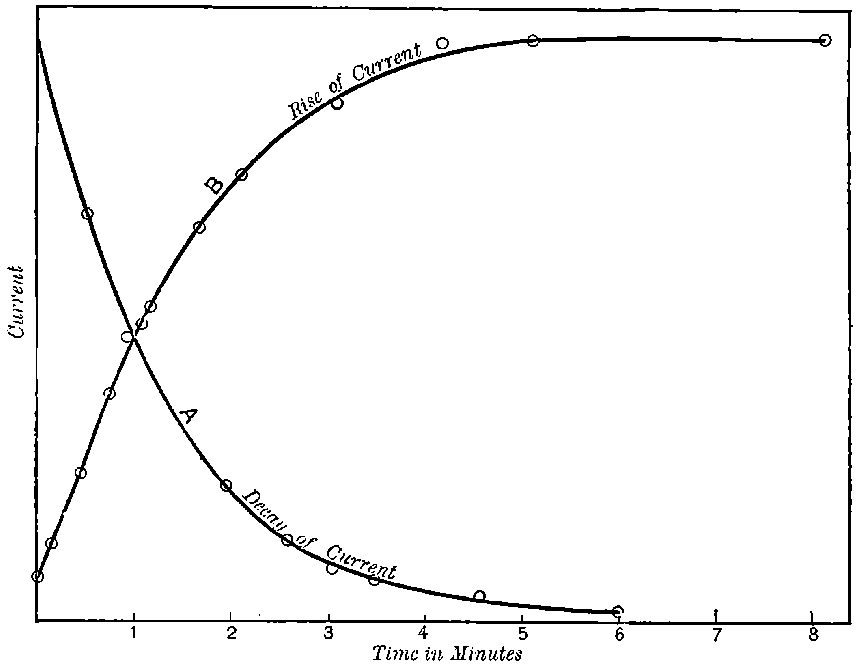 Rise of Current
B
Current
A
Decay of Current
1 2 3 4 5 6 7 8
Time in Minutes